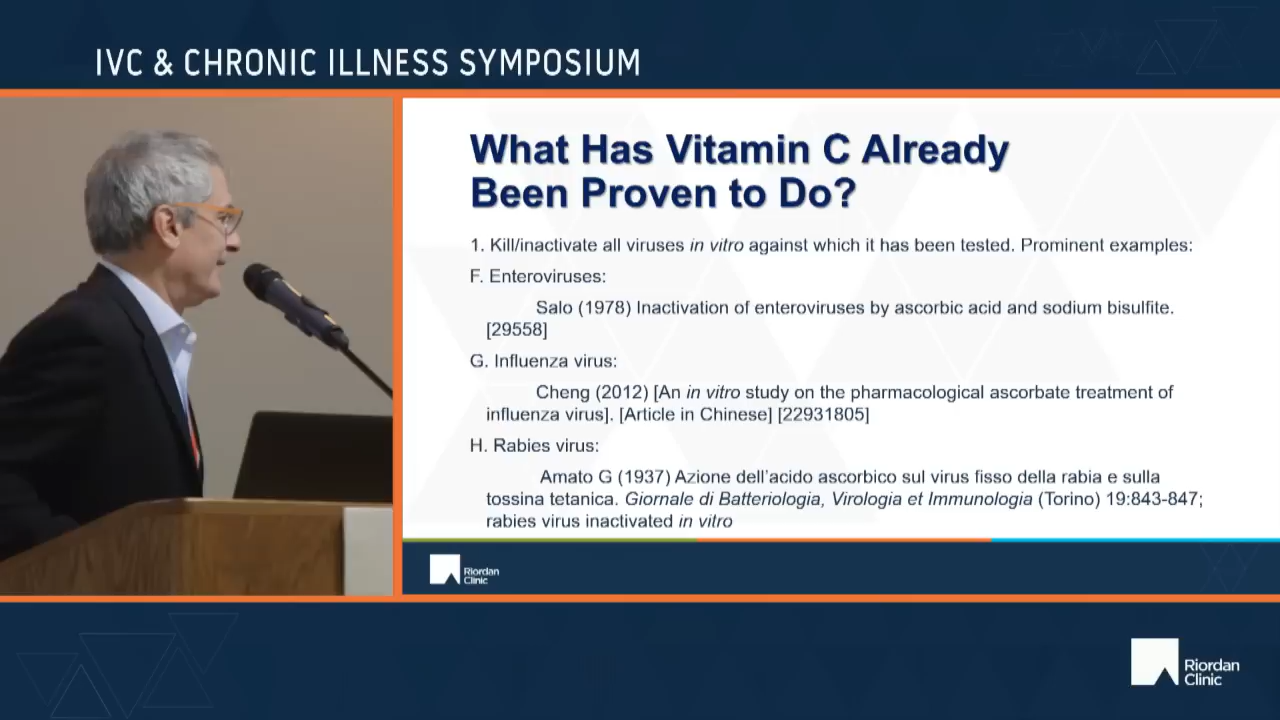 IVC & CHRONIC ILLNESS SYMPOSIUM
What Has Vitamin C Already
Been Proven to Do?
1. Kill/inactivate all viruses in vitro against which it has been tested. Prominent examples:
F. Enteroviruses:
Salo (1978) Inactivation of enteroviruses by ascorbic acid and sodium bisulfite.
[29558]
G. Influenza virus:
Cheng (2012) [An in vitro study on the pharmacological ascorbate treatment of
influenza virus]. [Article in Chinese] [22931805]
H. Rabies virus:
Amato G (1937) Azione dell'acido ascorbico sul virus fisso della rabia e sulla
tossina tetanica. Giornale di Batteriologia, Virologia et Immunologia (Torino) 19:843-847;
rabies virus inactivated in vitro
Riordan
Clinic
Riordan
Clinic